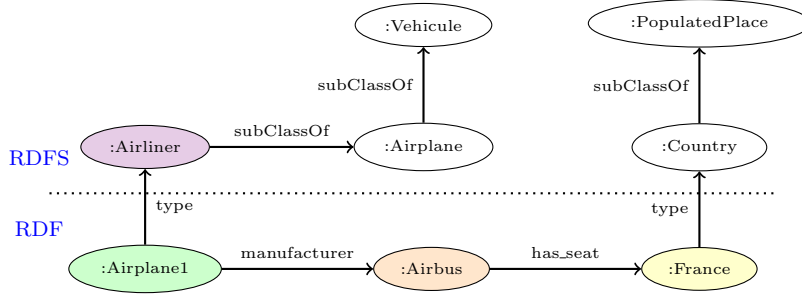 :Vehicule
:PopulatedPlace
subClassOf
subClassOf
:Airliner
subClassOf
:Airplane
:Country
RDFS
type
type
RDF
:Airplane1
manufacturer
:Airbus
has_seat
:France